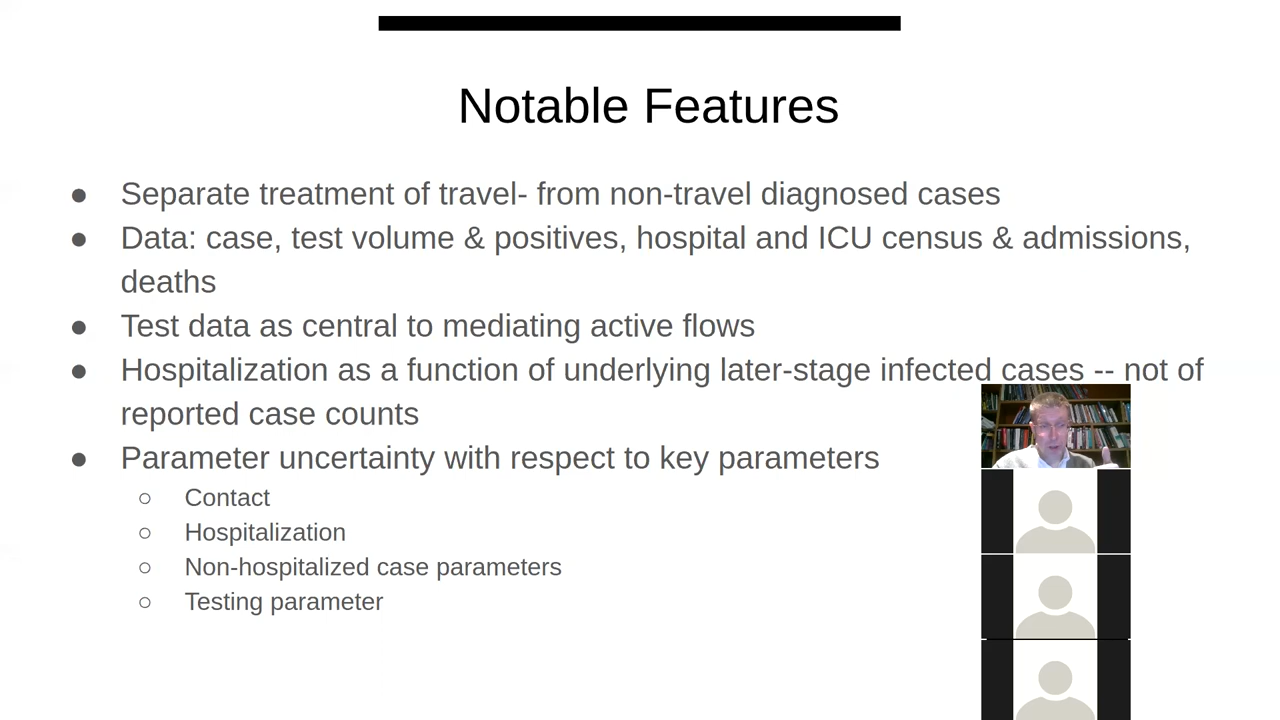 Notable Features
● Separate treatment of travel- from non-travel diagnosed cases
● Data: case, test volume & positives, hospital and ICU census & admissions,
deaths
● Test data as central to mediating active flows
● Hospitalization as a function of underlying later-stage infected cases -- not of
reported case counts
● Parameter uncertainty with respect to key parameters
○ Contact
○ Hospitalization
○ Non-hospitalized case parameters
○ Testing parameter